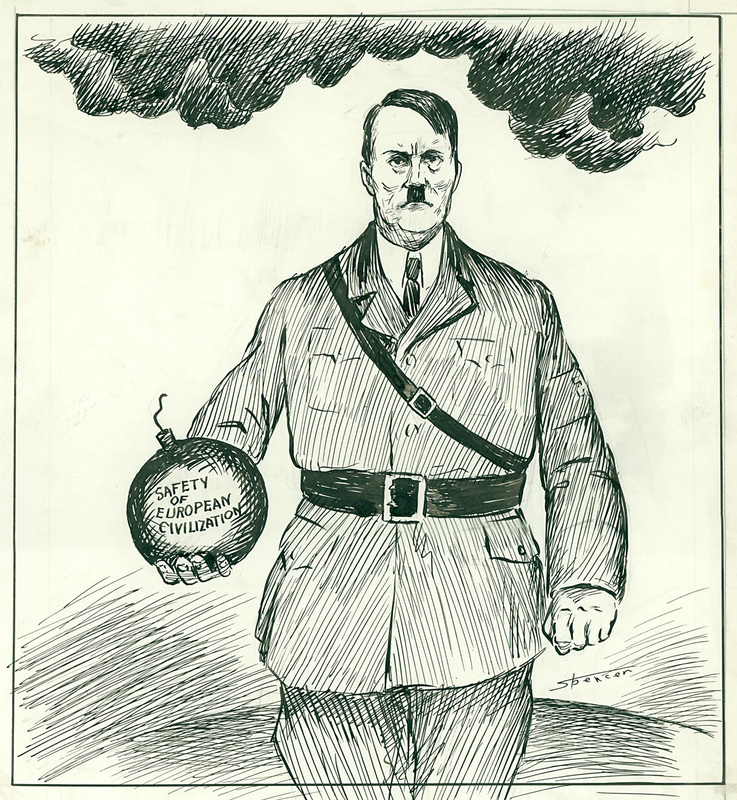 SAFETY
OF
EUROPEAN
CIVILIZATION
Spencer